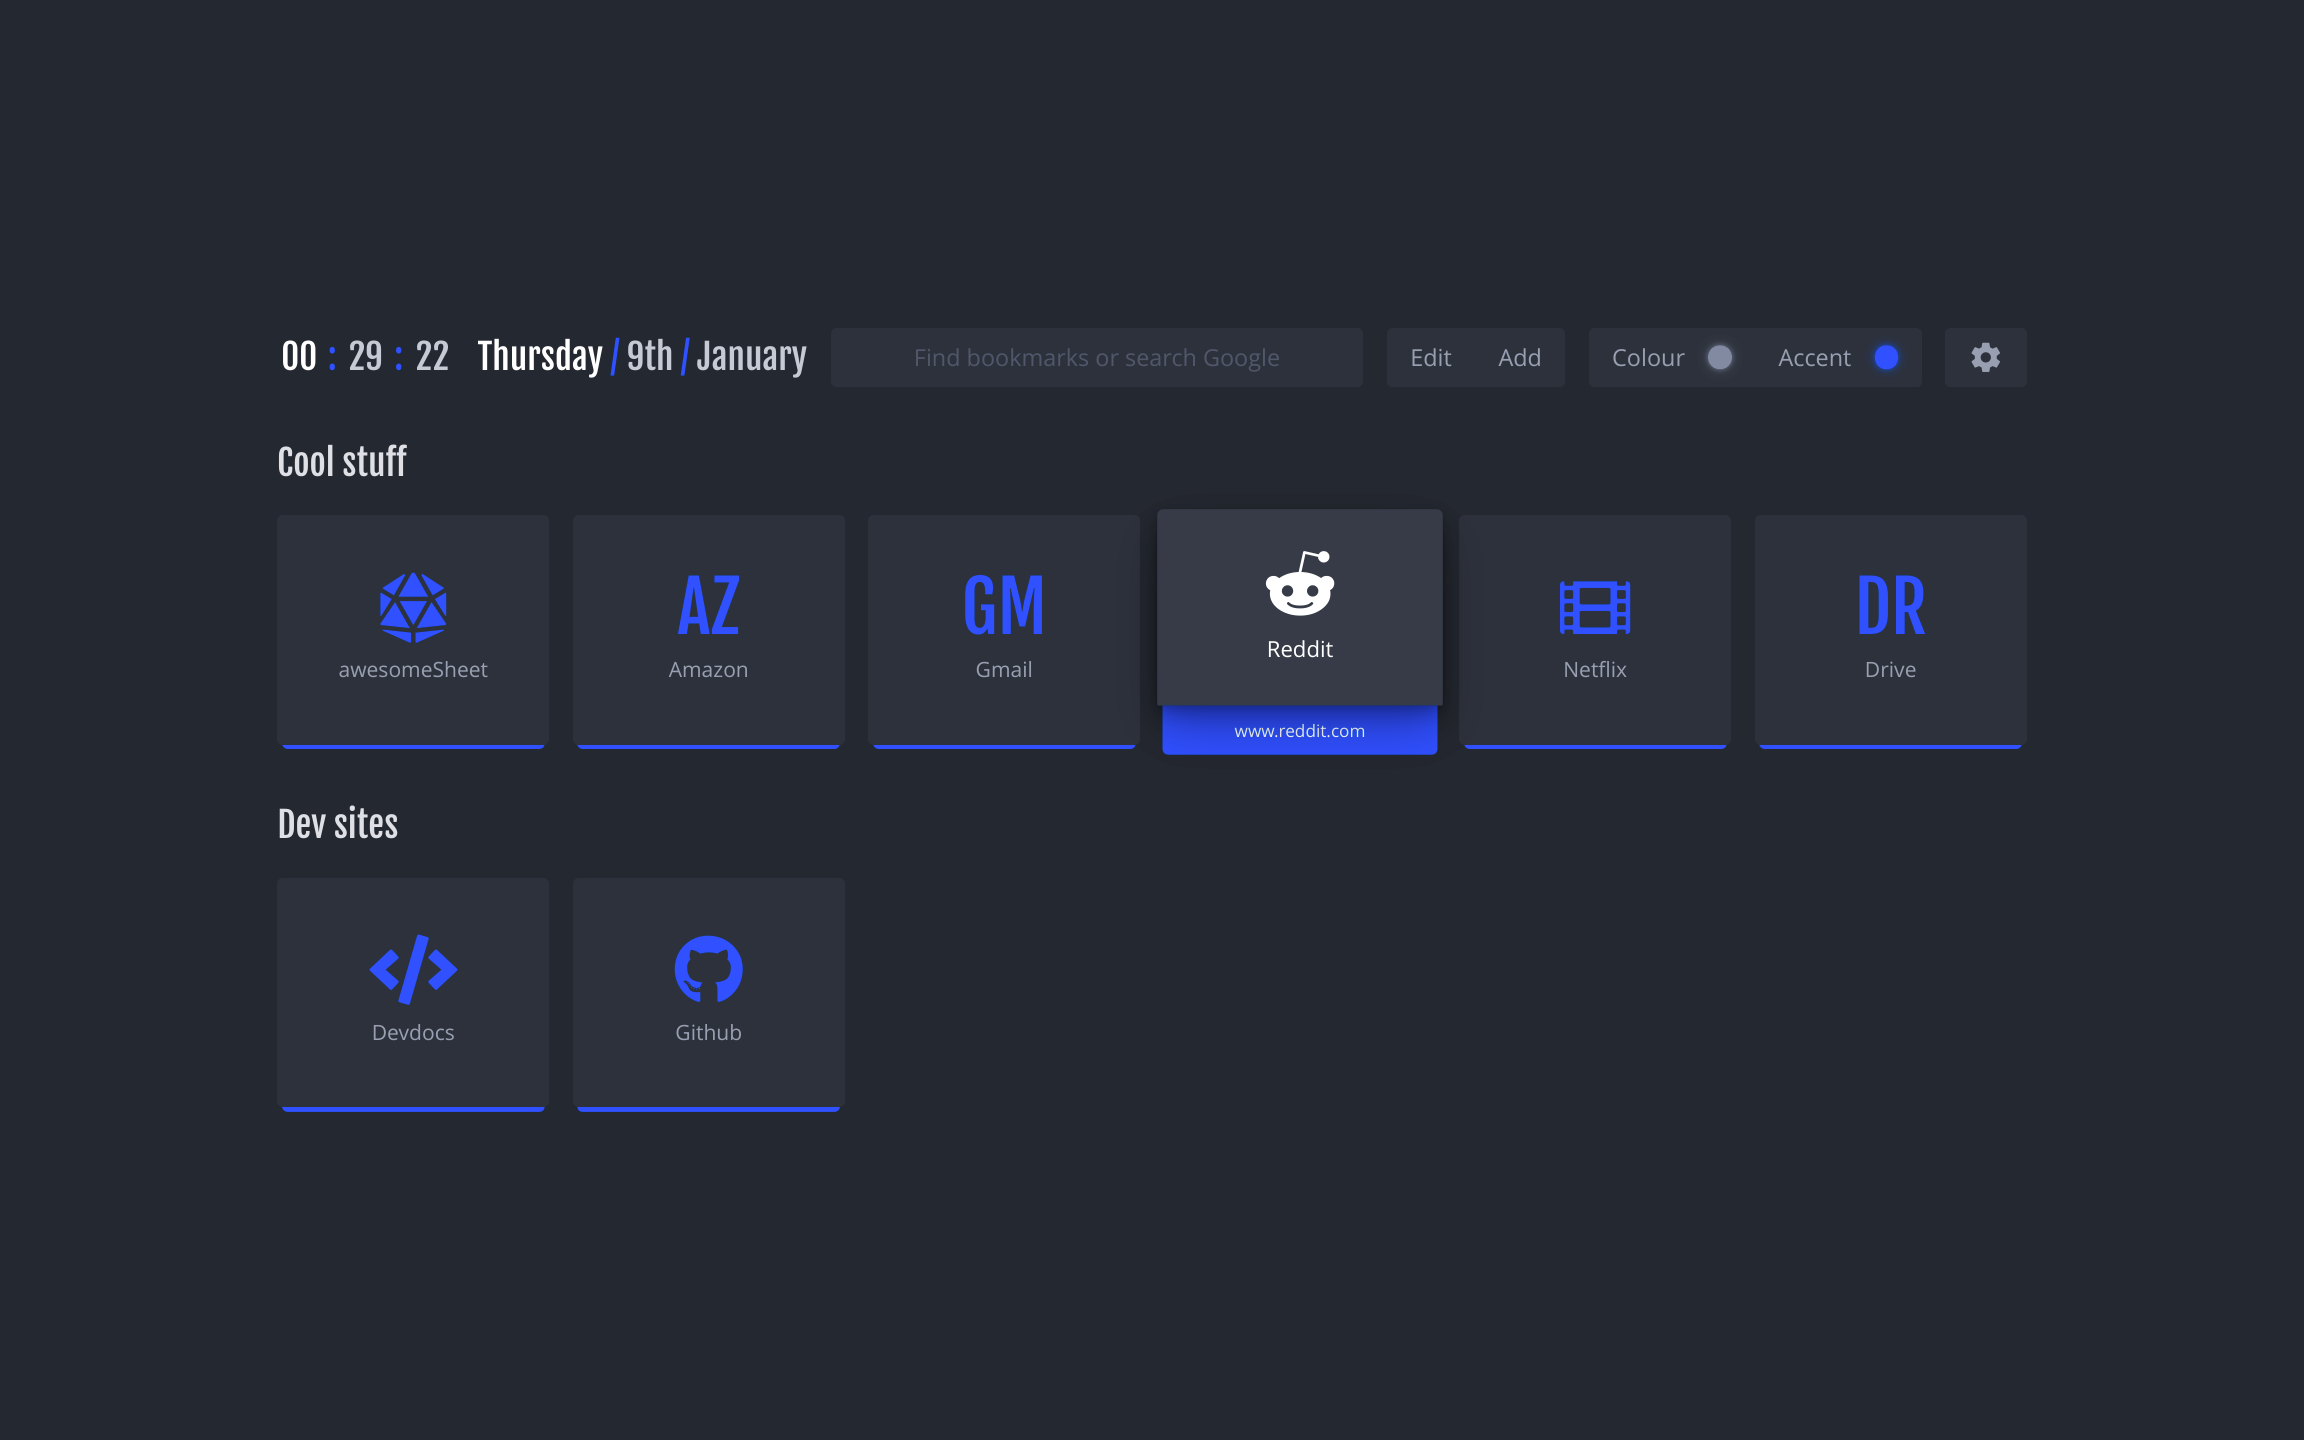 00 : 29 : 22 Thursday / 9th / January Find bookmarks or search Google Edit Add Colour Accent
Cool stuff
AZ GM DR
awesomeSheet Amazon Gmail Reddit Netflix Drive
www.reddit.com
Dev sites
Devdocs Github